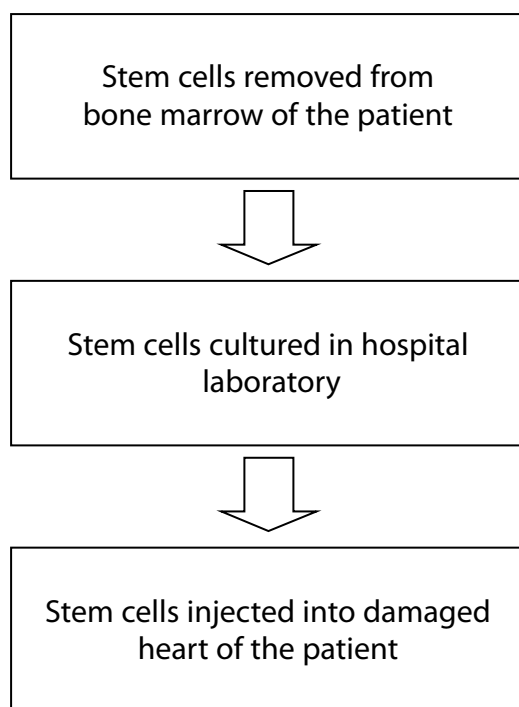 Stem cells removed from
bone marrow of the patient
Stem cells cultured in hospital
laboratory
Stem cells injected into damaged
heart of the patient